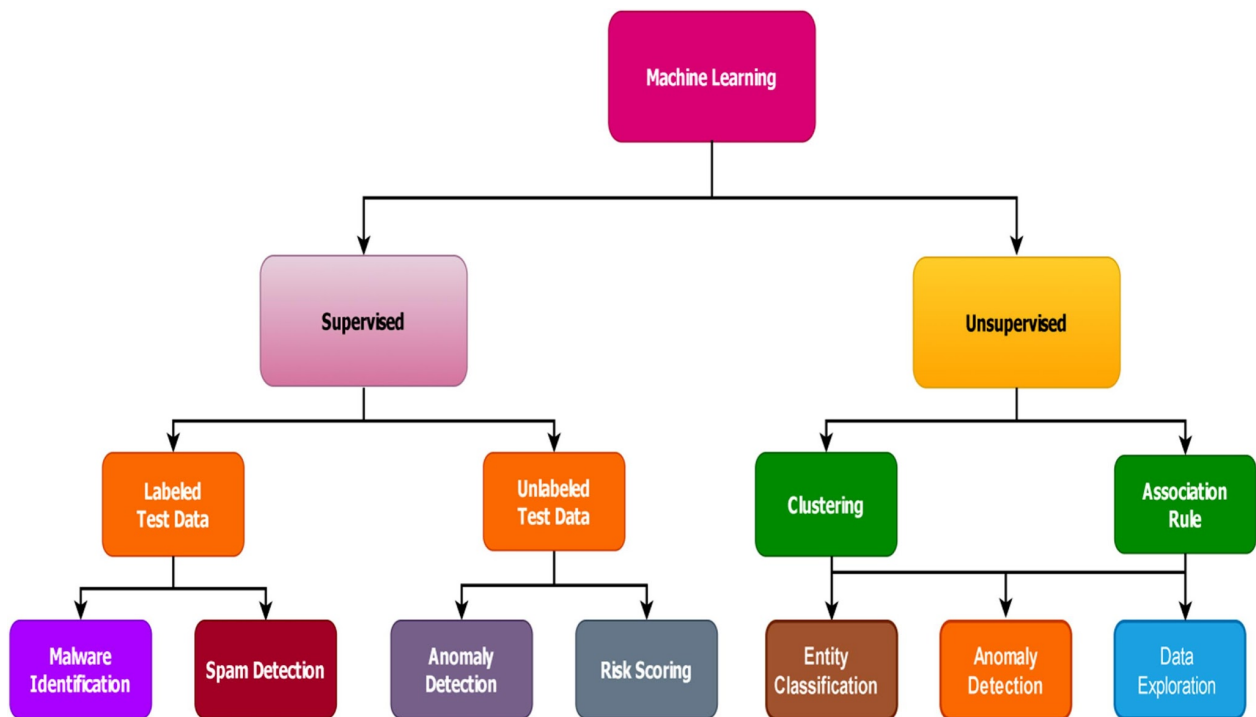 Machine Learning
Supervised
Unsupervised
Labeled
Test Data
Unlabeled
Test Data
Clustering
Association
Rule
Malware
Identification
Spam Detection
Anomaly
Detection
Risk Scoring
Entity
Classification
Anomaly
Detection
Data
Exploration